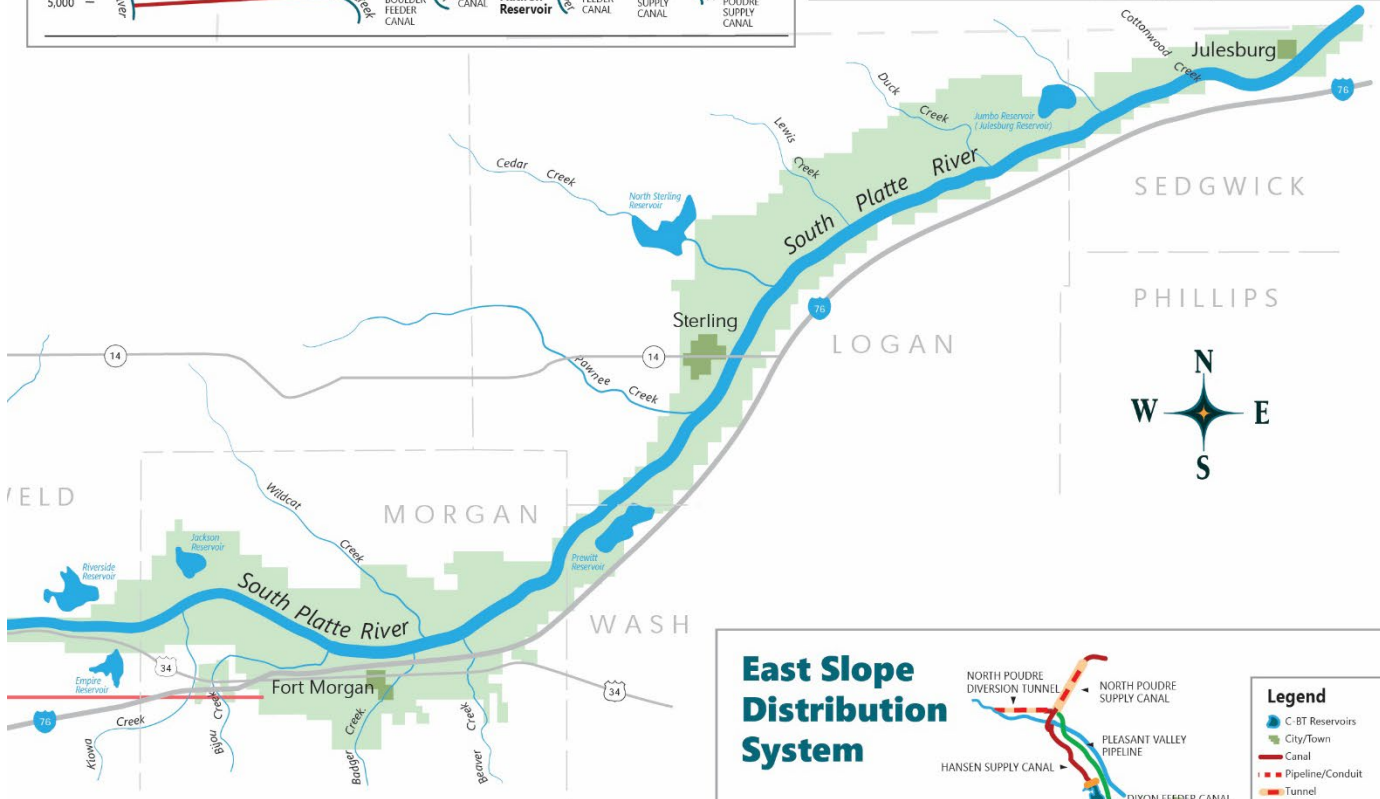 5,000
BOULDER
FEEDER
CANAL
CANAL
Reservoir
FEEDER
CANAL
SUPPLY
CANAL
POUDRE
SUPPLY
CANAL
Cottonwood
Creek
Julesburg
76
Duck
Creek
Jumbo Reservoir
(Julesburg Reservoir)
Lewis
Creek
Cedar
Creek
North Sterling
Reservoir
South Platte River
SEDGWICK
PHILLIPS
76
Sterling
LOGAN
14
14
Pawnee
Creek
N
W
E
S
ELD
MORGAN
Wildcat
Creek
Jackson
Reservoir
Riverside
Reservoir
Prewitt
Reservoir
South Platte River
WASH
34
Empire
Reservoir
Fort Morgan
34
76
Kiowa
Creek
Bijou
Creek
Badger
Creek
Beaver
Creek
East Slope
Distribution
System
NORTH POUDRE
DIVERSION TUNNEL
NORTH POUDRE
SUPPLY CANAL
PLEASANT VALLEY
PIPELINE
HANSEN SUPPLY CANAL
DIXON FEEDER CANAL
Legend
C-BT Reservoirs
City/Town
Canal
Pipeline/Conduit
Tunnel